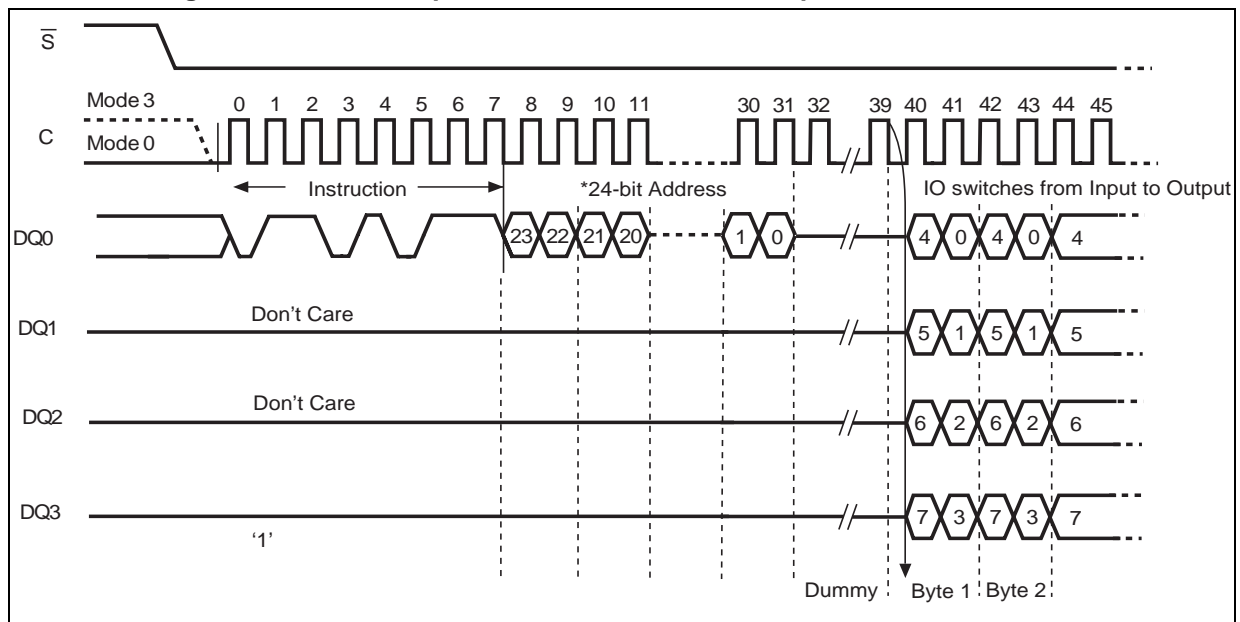 S
Mode 3
C
Mode 0
0 1 2 3 4 5 6 7 8 9 10 11 30 31 32 39 40 41 42 43 44 45
Instruction
*24-bit Address
IO switches from Input to Output
DQ0
23 22 21 20 1 0 4 0 4 0 4
DQ1
Don't Care
5 1 5 1 5
DQ2
Don't Care
6 2 6 2 6
DQ3
'1'
7 3 7 3 7
Dummy
Byte 1
Byte 2